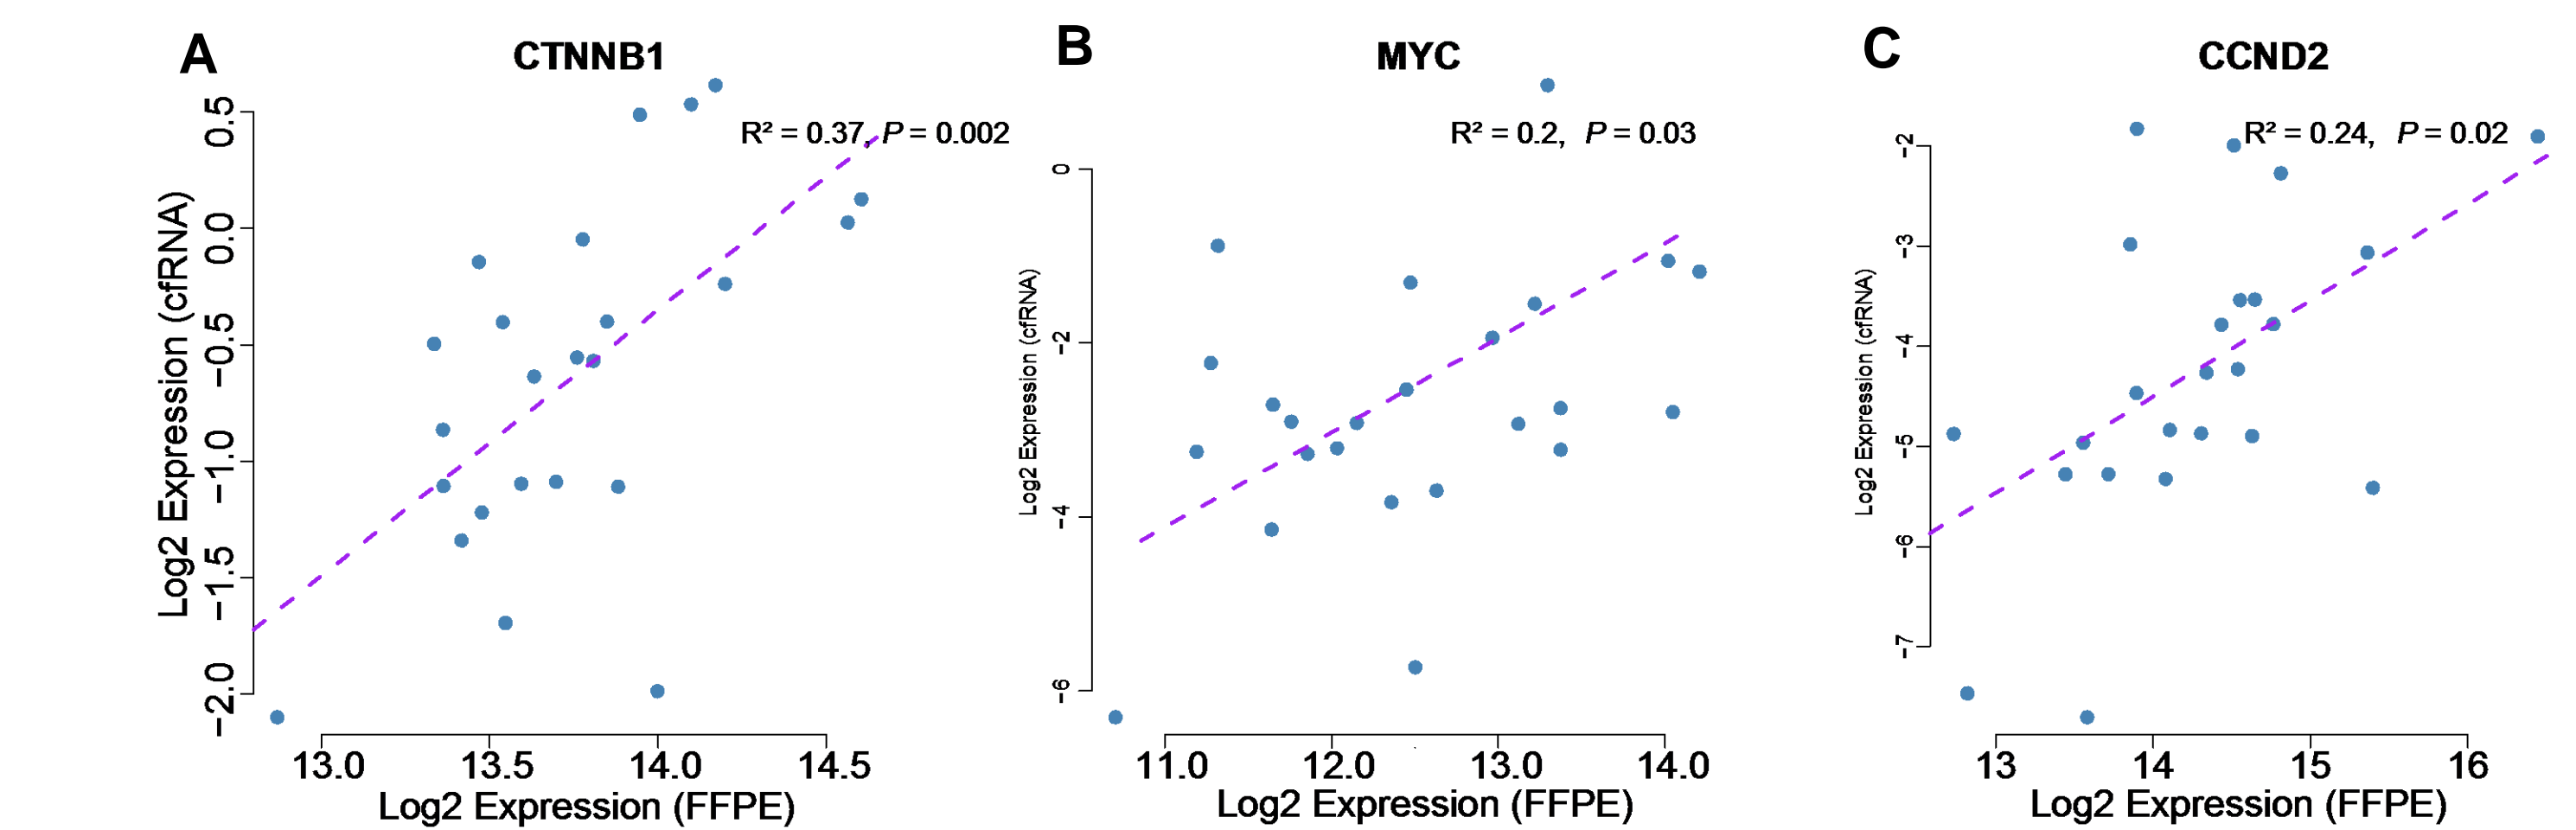 A
CTNNB1
R² = 0.37, P = 0.002
Log2 Expression (cfRNA)
0.5
0.0
−0.5
−1.0
−1.5
−2.0
13.0 13.5 14.0 14.5
Log2 Expression (FFPE)
B
MYC
R² = 0.2, P = 0.03
Log2 Expression (cfRNA)
0
-2
-4
-6
11.0 12.0 13.0 14.0
Log2 Expression (FFPE)
C
CCND2
R² = 0.24, P = 0.02
Log2 Expression (cfRNA)
-2
-3
-4
-5
-6
-7
13 14 15 16
Log2 Expression (FFPE)